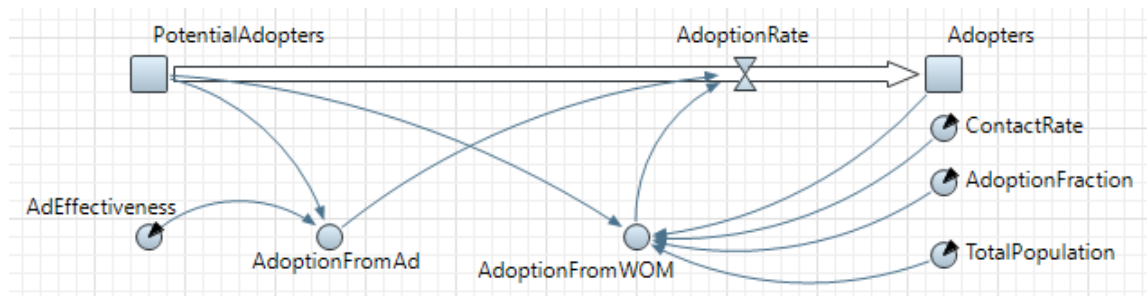 PotentialAdopters
AdoptionRate
Adopters
ContactRate
AdoptionFraction
AdEffectiveness
TotalPopulation
AdoptionFromAd
AdoptionFromWOM